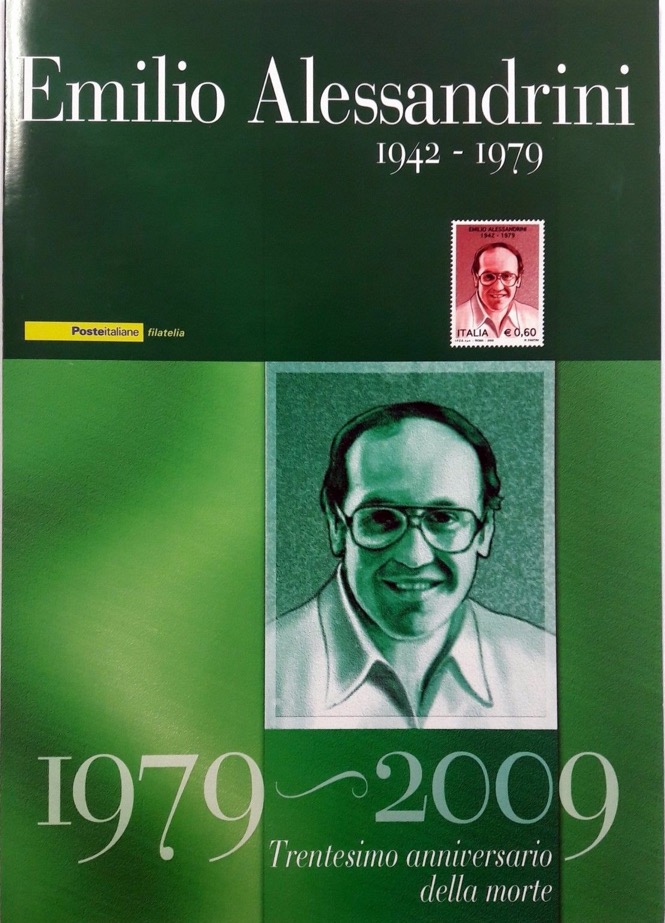 Emilio Alessandrini
1942 - 1979
EMILIO ALESSANDRINI
1942 - 1979
ITALIA € 0,60
Posteitaliane filatelia
1979~2009
Trentesimo anniversario
della morte